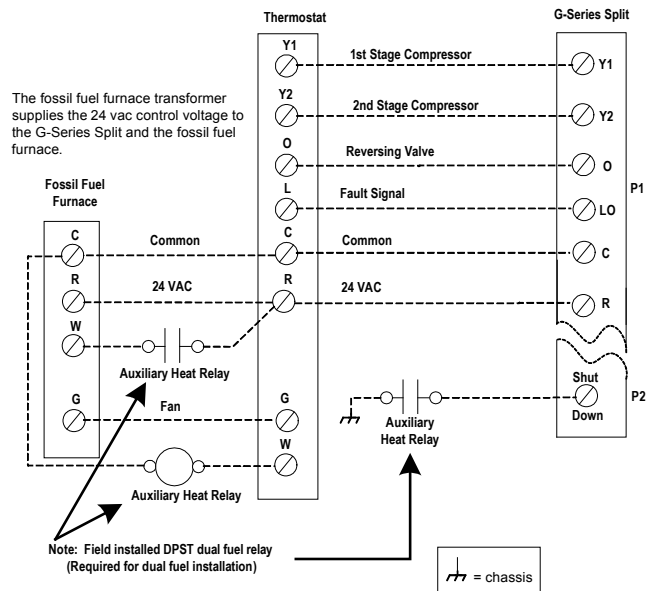 Thermostat
G-Series Split
Y1
1st Stage Compressor
Y1
The fossil fuel furnace transformer
supplies the 24 vac control voltage to
the G-Series Split and the fossil fuel
furnace.
Y2
2nd Stage Compressor
Y2
O
Reversing Valve
O
P1
Fossil Fuel
Furnace
L
Fault Signal
LO
C
Common
C
Common
C
R
24 VAC
R
24 VAC
R
W
Auxiliary Heat Relay
Shut
Down
P2
G
Fan
G
Auxiliary
Heat Relay
W
Auxiliary Heat Relay
Note: Field installed DPST dual fuel relay
(Required for dual fuel installation)
= chassis